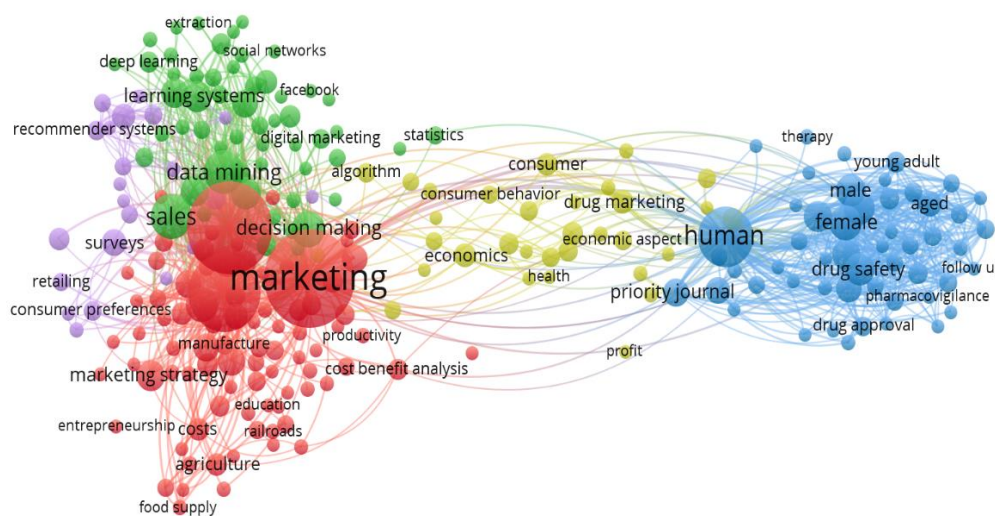 extraction
social networks
deep learning
learning systems
facebook
recommender systems
digital marketing
statistics
therapy
data mining
algorithm
consumer
young adult
consumer behavior
drug marketing
male
aged
sales
decision making
female
surveys
economics
economic aspect
human
retailing
marketing
health
drug safety
follow u
consumer preferences
priority journal
pharmacovigilance
manufacture
productivity
drug approval
marketing strategy
cost benefit analysis
profit
education
entrepreneurship
costs
railroads
agriculture
food supply